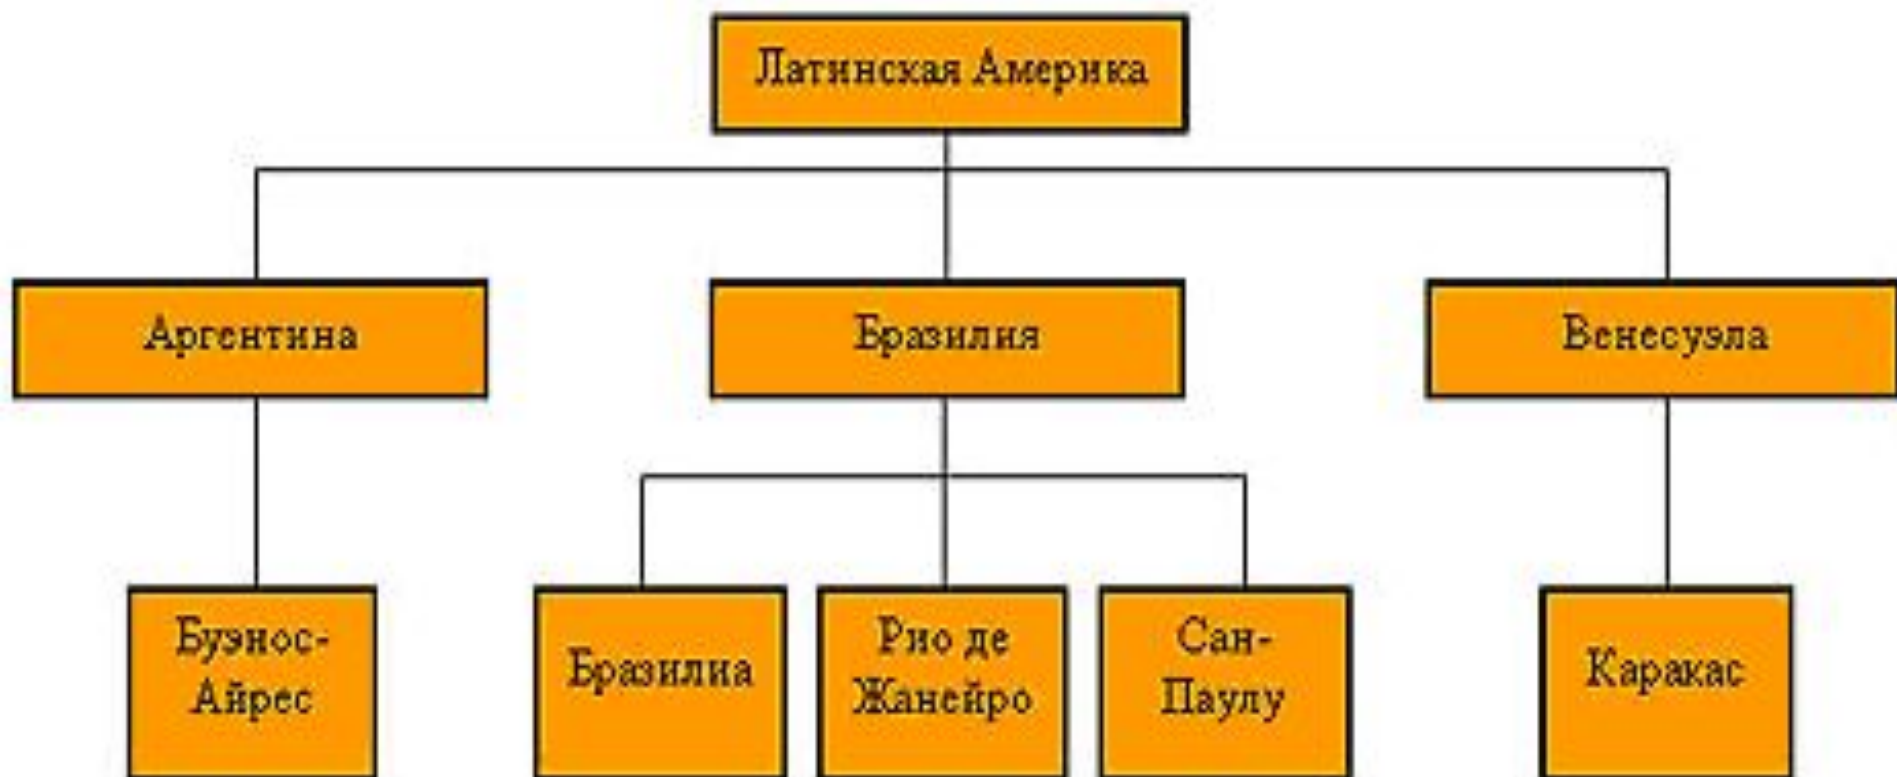 Латинская Америка
Аргентина
Бразилия
Венесуэла
Буэнос-
Айрес
Бразилиа
Рио де
Жанейро
Сан-
Паулу
Каракас